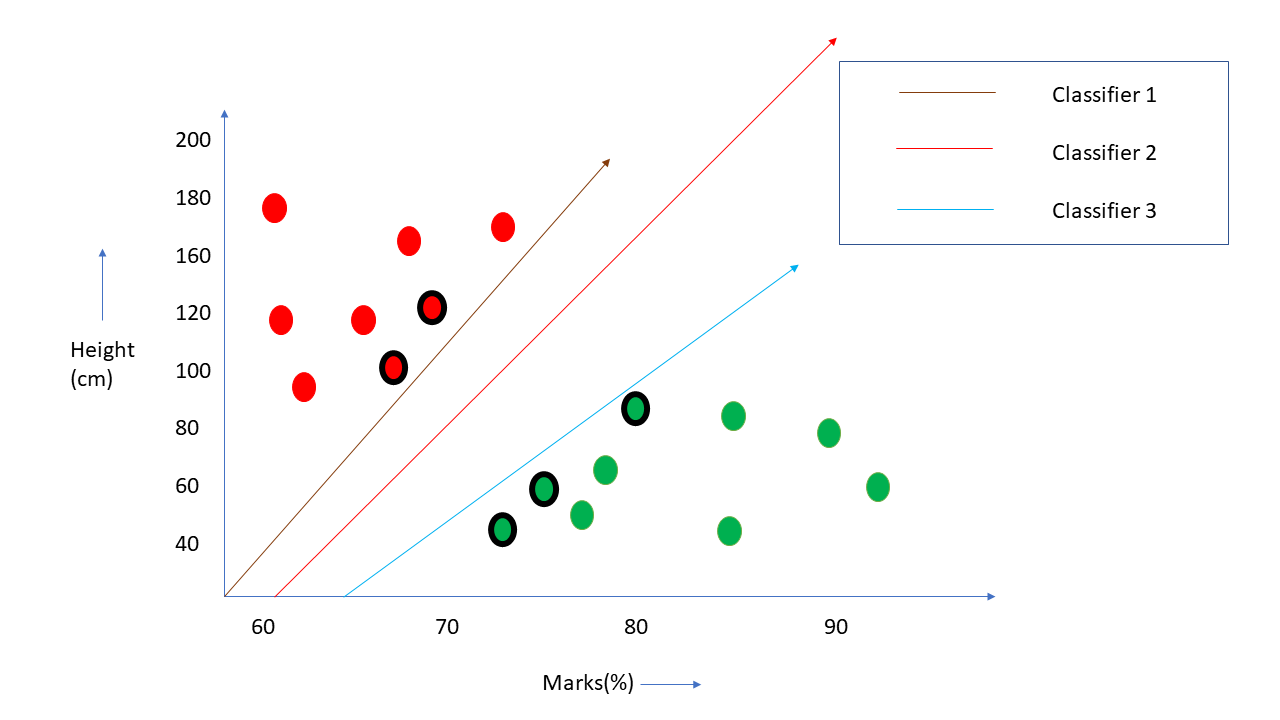 Classifier 1
Classifier 2
Classifier 3
200
180
160
120
100
80
60
40
Height
(cm)
60 70 80 90
Marks(%)